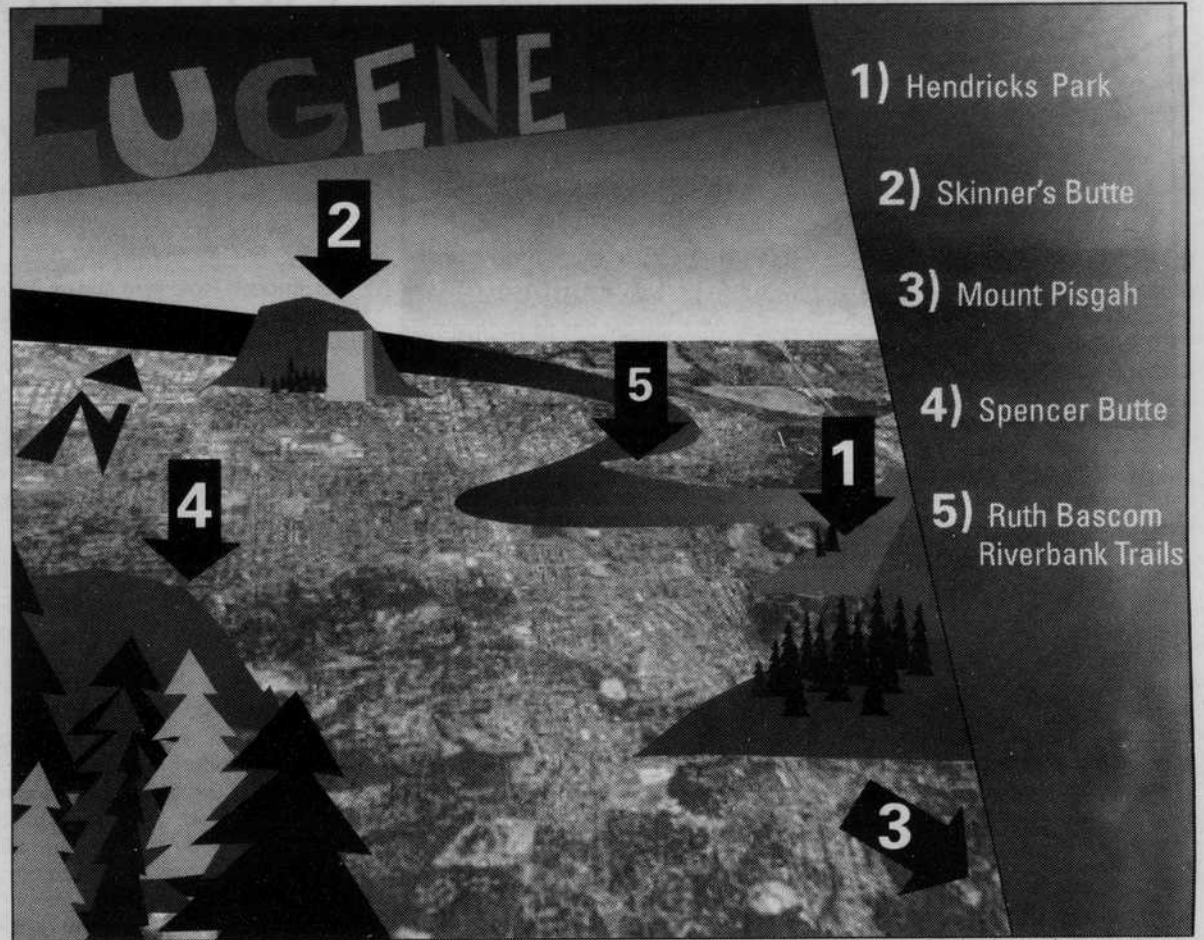 EUGENE
1) Hendricks Park
2) Skinner's Butte
3) Mount Pisgah
4) Spencer Butte
5) Ruth Bascom
Riverbank Trails
2
5
1
4
N
3